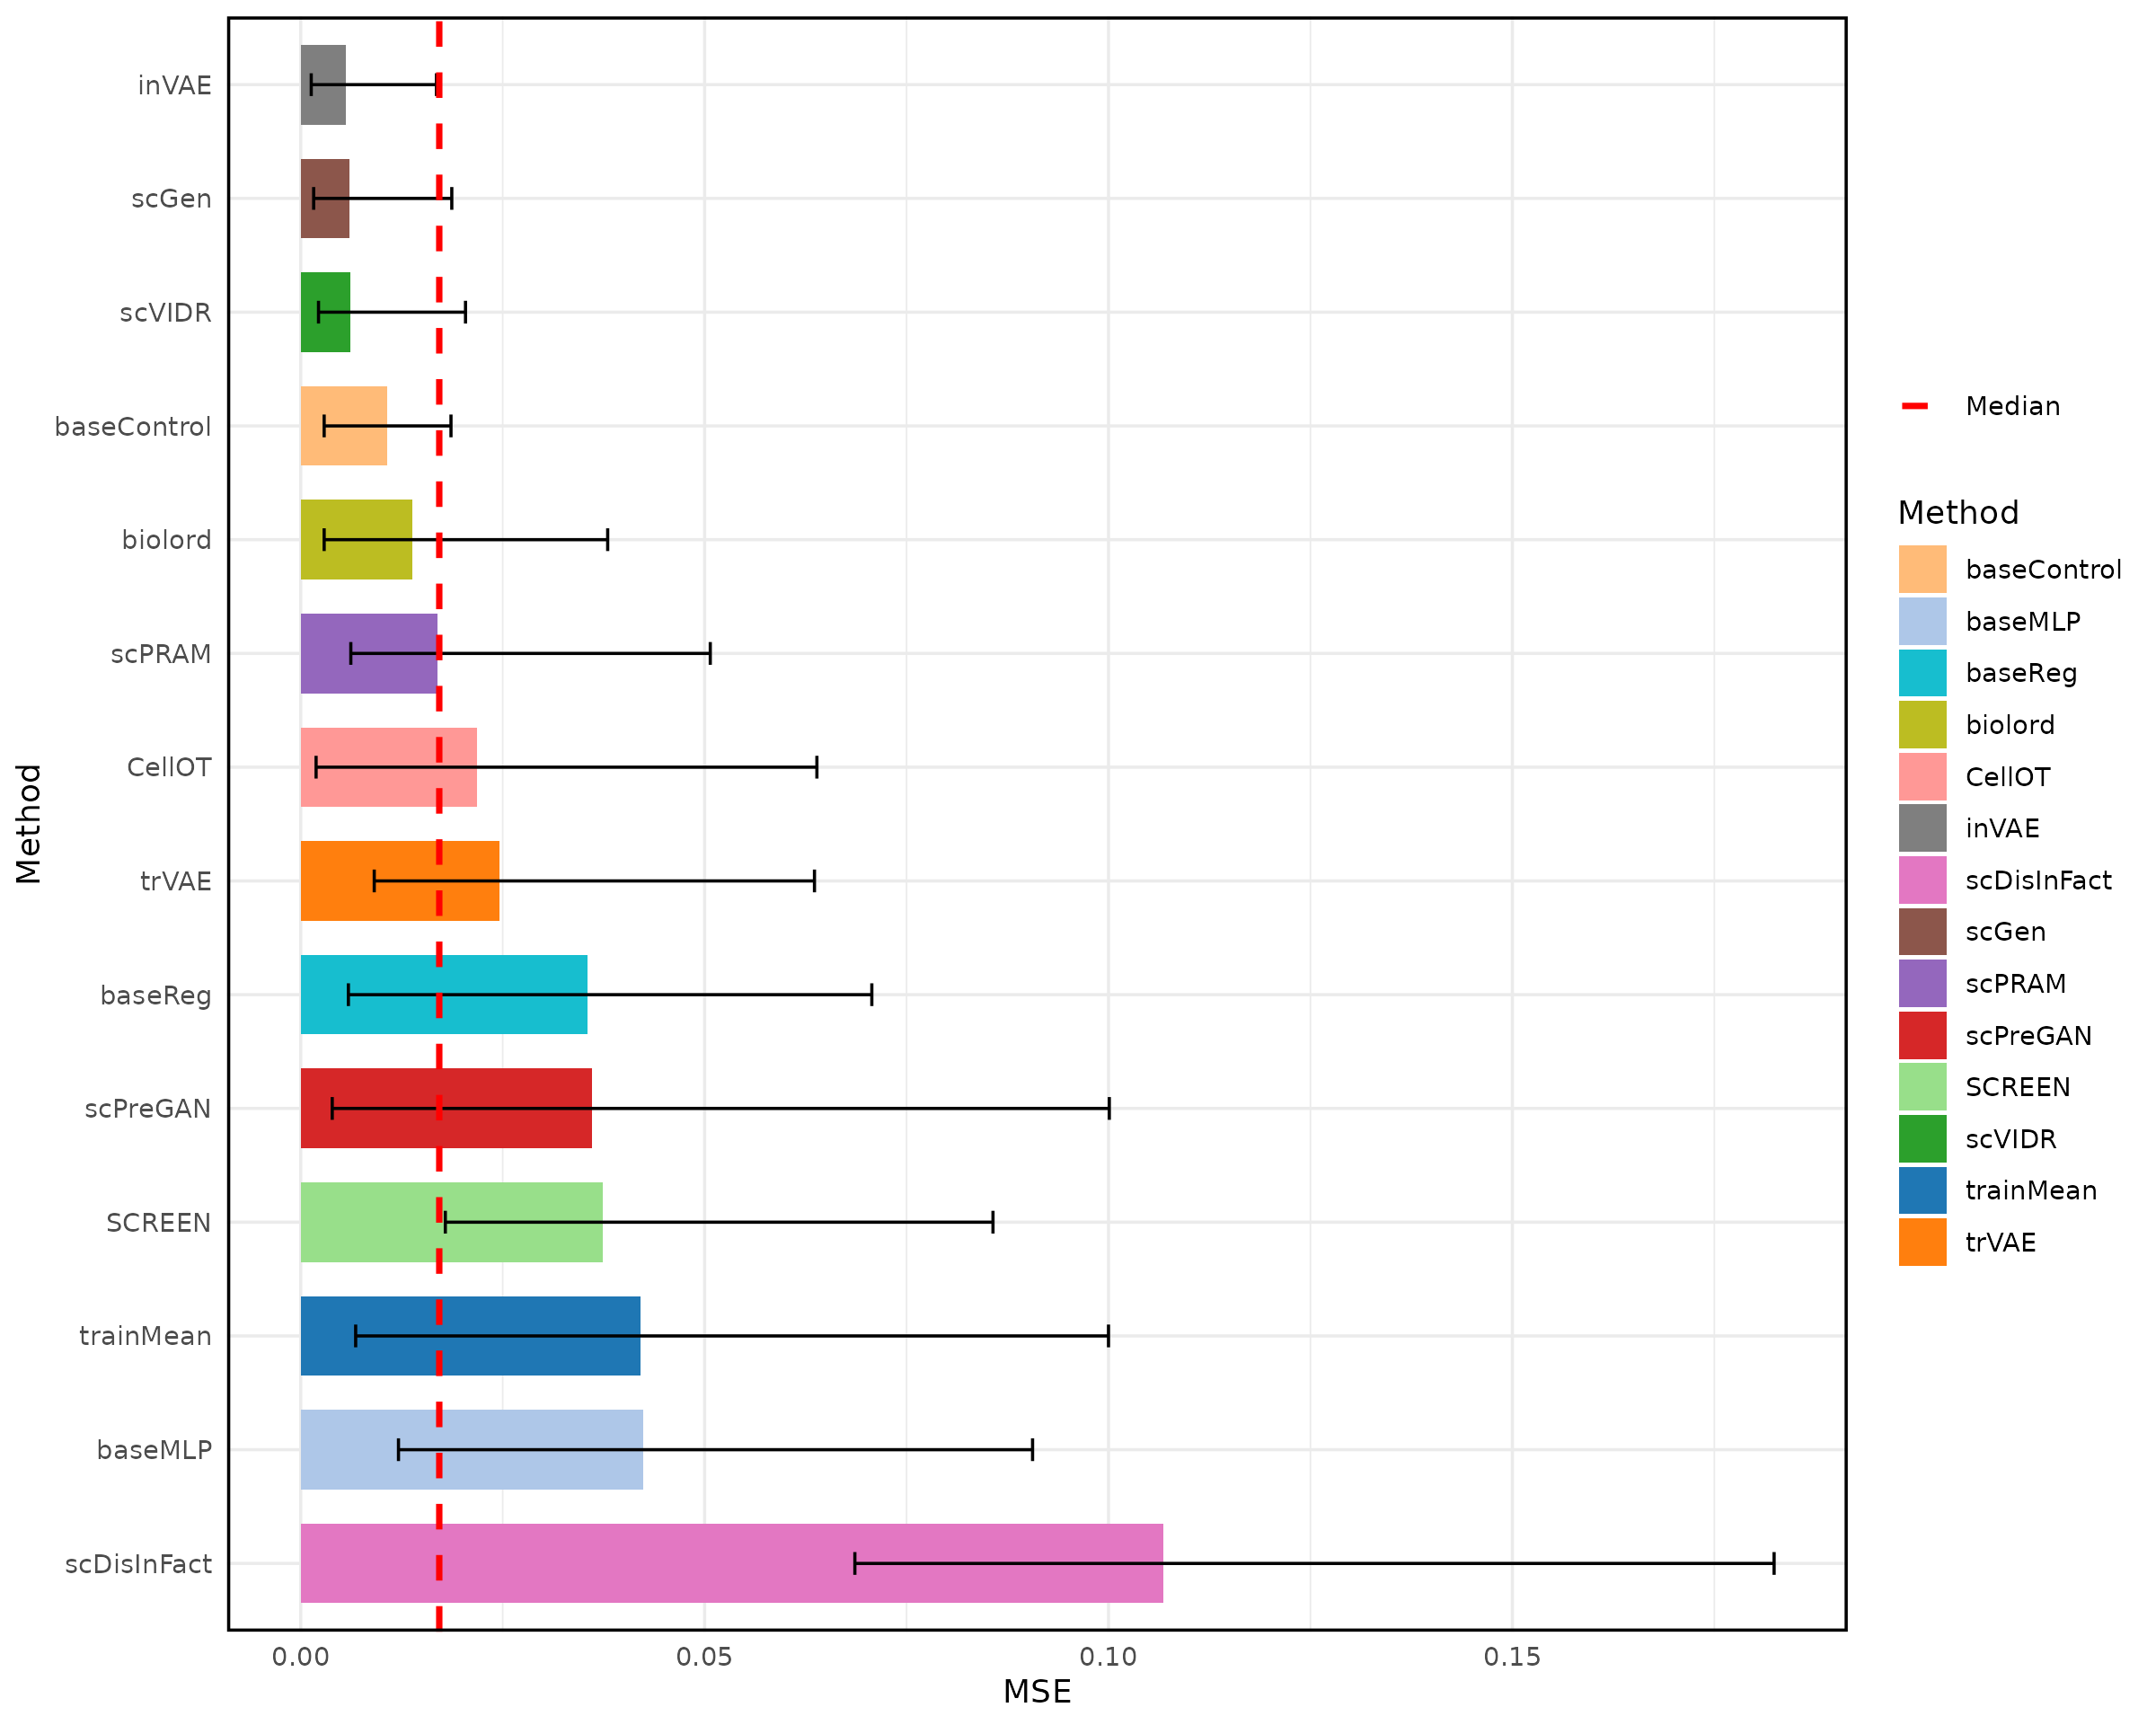 inVAE
scGen
scVIDR
baseControl
biolord
scPRAM
CellOT
trVAE
baseReg
scPreGAN
SCREEN
trainMean
baseMLP
scDisInFact
Method
0.00 0.05 0.10 0.15
MSE
Median
Method
baseControl
baseMLP
baseReg
biolord
CellOT
inVAE
scDisInFact
scGen
scPRAM
scPreGAN
SCREEN
scVIDR
trainMean
trVAE